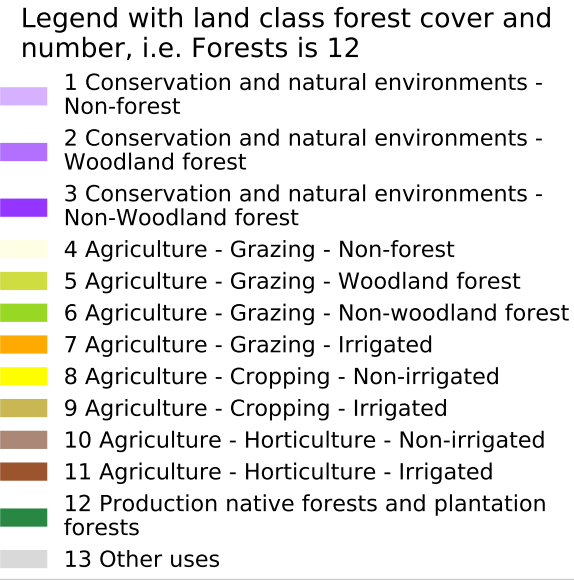 Legend with land class forest cover and
number, i.e. Forests is 12
1 Conservation and natural environments -
Non-forest
2 Conservation and natural environments -
Woodland forest
3 Conservation and natural environments -
Non-Woodland forest
4 Agriculture - Grazing - Non-forest
5 Agriculture - Grazing - Woodland forest
6 Agriculture - Grazing - Non-woodland forest
7 Agriculture - Grazing - Irrigated
8 Agriculture - Cropping - Non-irrigated
9 Agriculture - Cropping - Irrigated
10 Agriculture - Horticulture - Non-irrigated
11 Agriculture - Horticulture - Irrigated
12 Production native forests and plantation
forests
13 Other uses